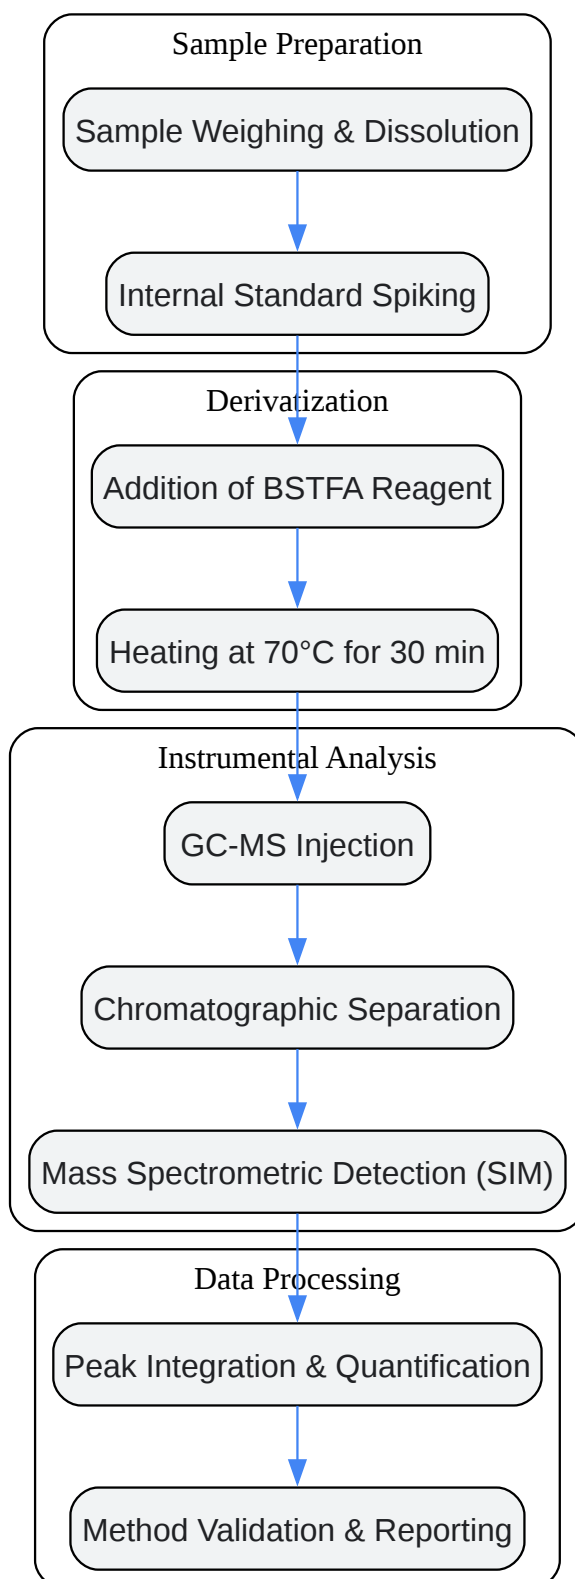 Sample Preparation
Sample Weighing & Dissolution
Internal Standard Spiking
Derivatization
Addition of BSTFA Reagent
Heating at 70°C for 30 min
Instrumental Analysis
GC-MS Injection
Chromatographic Separation
Mass Spectrometric Detection (SIM)
Data Processing
Peak Integration & Quantification
Method Validation & Reporting